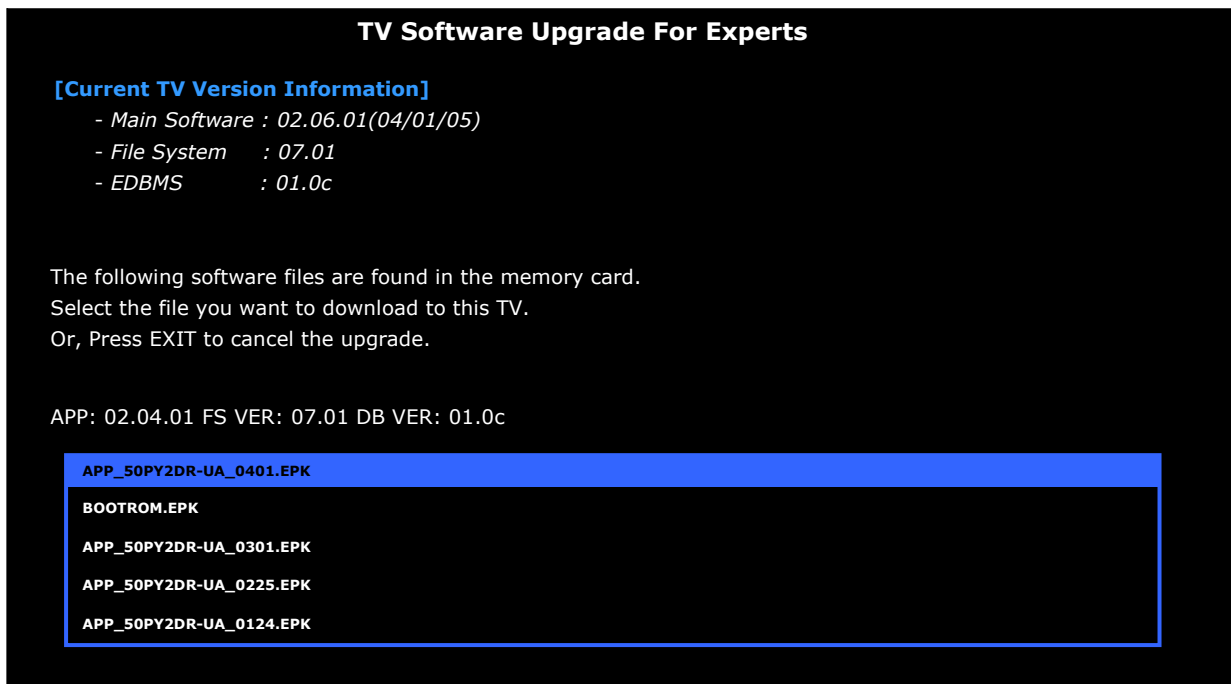 TV Software Upgrade For Experts
[Current TV Version Information]
- Main Software : 02.06.01(04/01/05)
- File System : 07.01
- EDBMS : 01.0c
The following software files are found in the memory card.
Select the file you want to download to this TV.
Or, Press EXIT to cancel the upgrade.
APP: 02.04.01 FS VER: 07.01 DB VER: 01.0c
APP_50PY2DR-UA_0401.EPK
BOOTROM.EPK
APP_50PY2DR-UA_0301.EPK
APP_50PY2DR-UA_0225.EPK
APP_50PY2DR-UA_0124.EPK